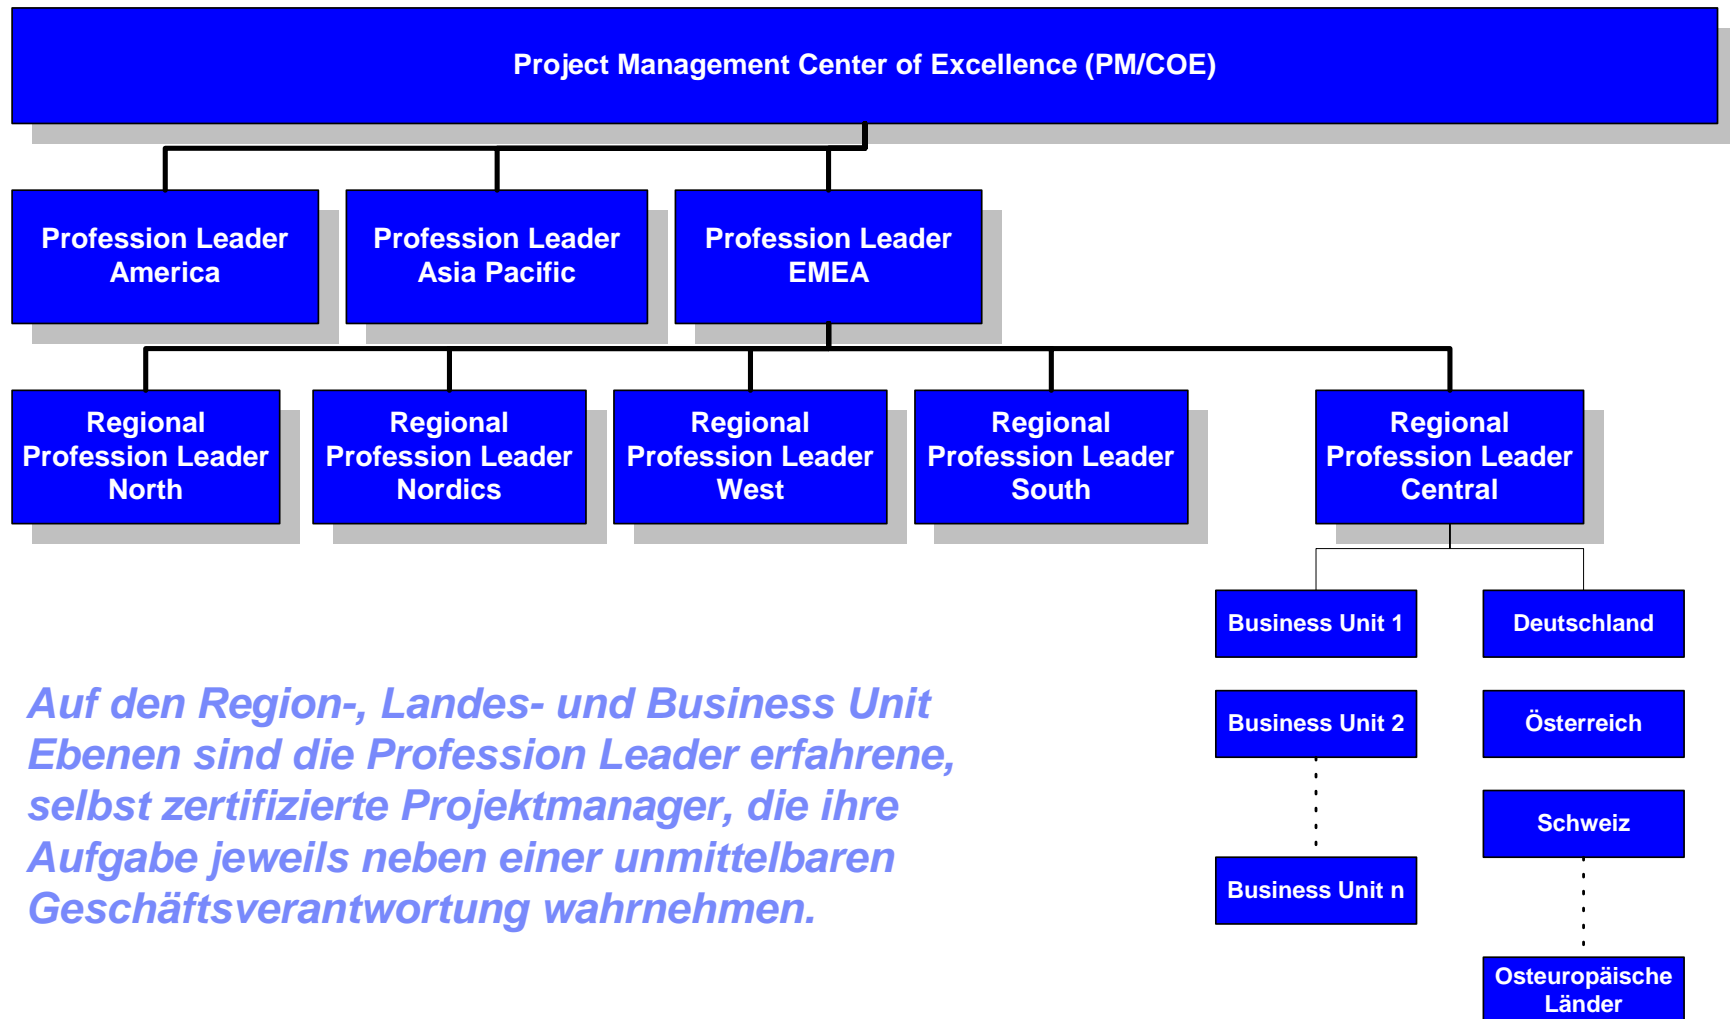 Project Management Center of Excellence (PM/COE)
Profession Leader
America
Profession Leader
Asia Pacific
Profession Leader
EMEA
Regional
Profession Leader
North
Regional
Profession Leader
Nordics
Regional
Profession Leader
West
Regional
Profession Leader
South
Regional
Profession Leader
Central
Business Unit 1
Business Unit 2
Business Unit n
Deutschland
Österreich
Schweiz
Osteuropäische
Länder
Auf den Region-, Landes- und Business Unit
Ebenen sind die Profession Leader erfahrene,
selbst zertifizierte Projektmanager, die ihre
Aufgabe jeweils neben einer unmittelbaren
Geschäftsverantwortung wahrnehmen.